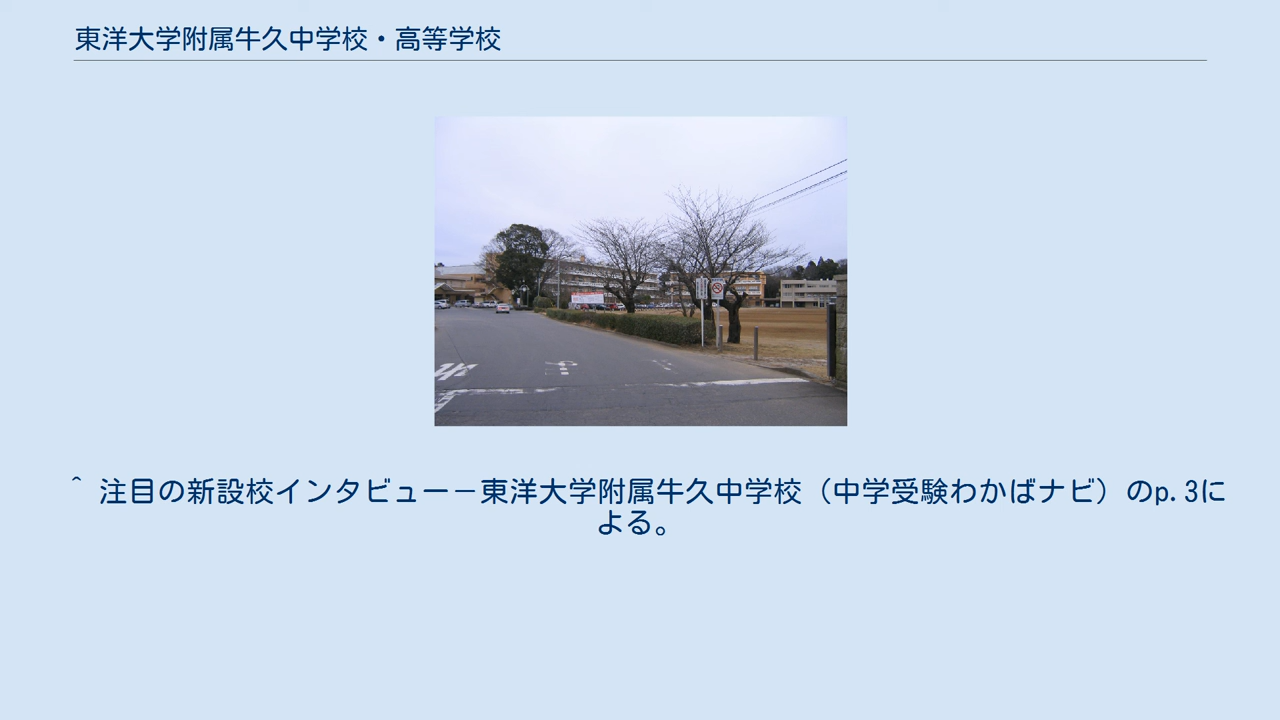 東洋大学附属牛久中学校・高等学校
^ 注目の新設校インタビュー－東洋大学附属牛久中学校（中学受験わかばナビ）のp.3に
よる。